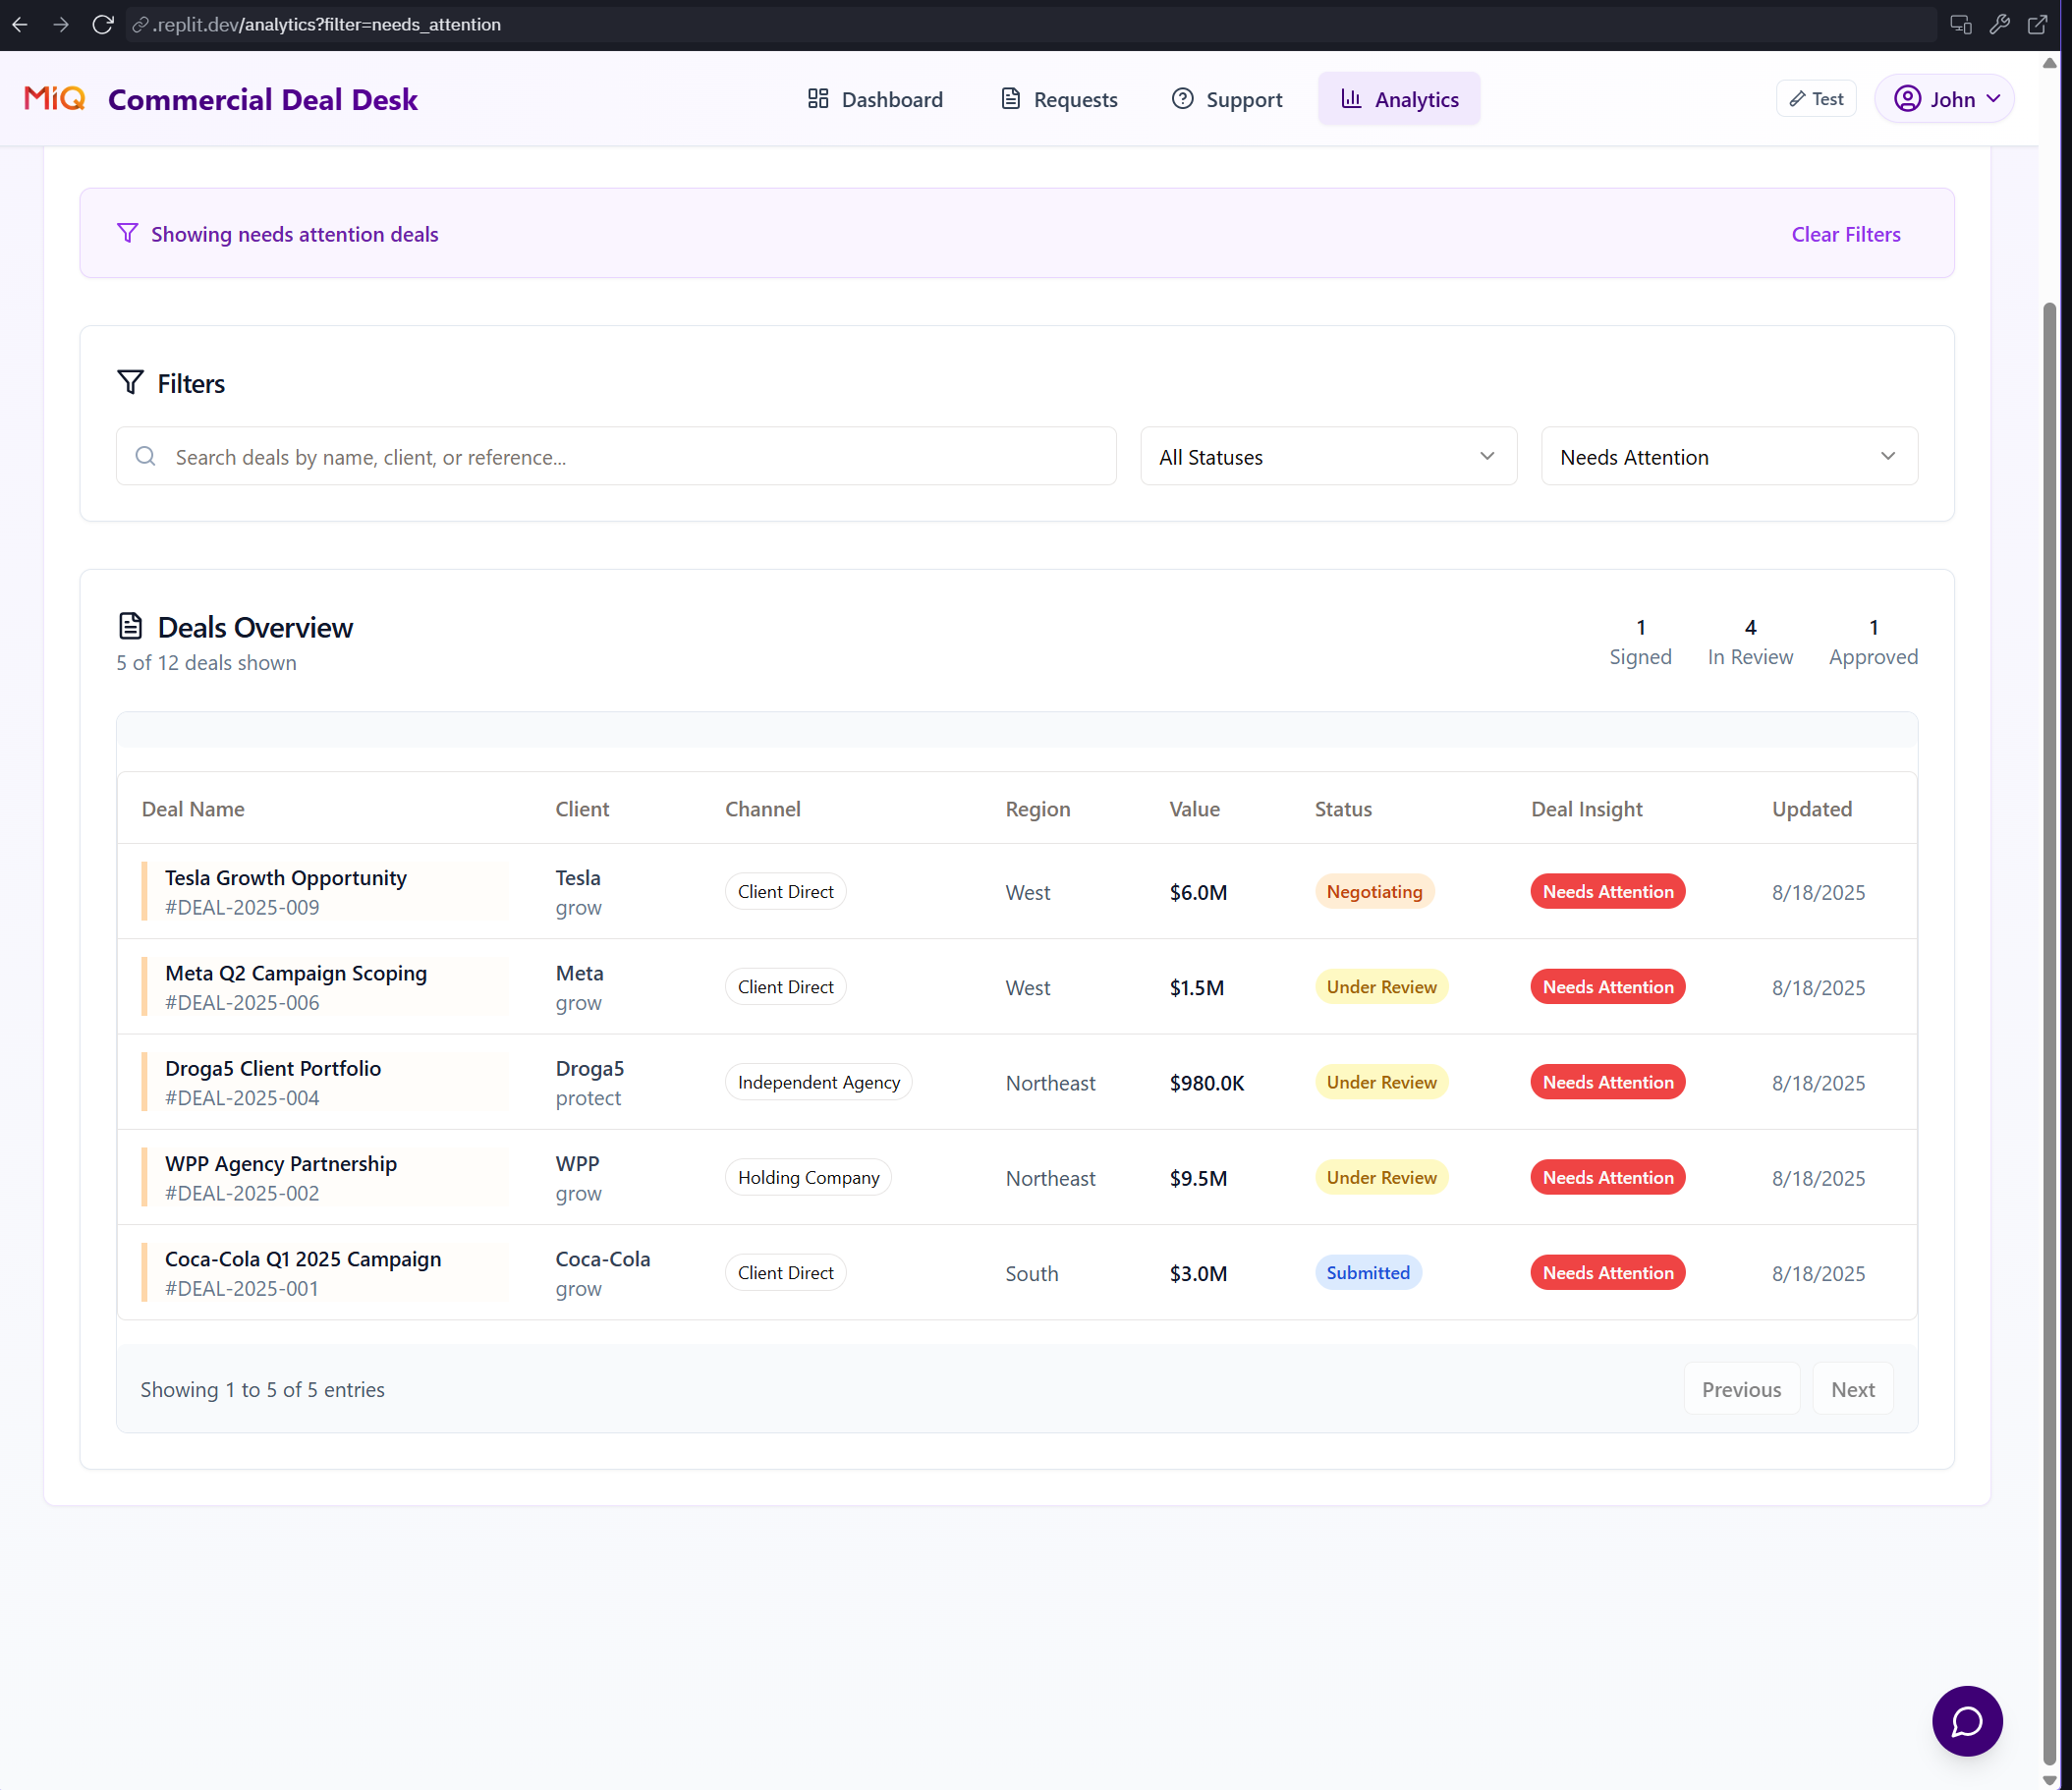 .replit.dev/analytics?filter=needs_attention
MiQ Commercial Deal Desk Dashboard Requests Support Analytics Test John
Showing needs attention deals Clear Filters
Filters
Search deals by name, client, or reference... All Statuses Needs Attention
Deals Overview 1 4 1
5 of 12 deals shown Signed In Review Approved
Deal Name Client Channel Region Value Status Deal Insight Updated
Tesla Growth Opportunity Tesla Client Direct West $6.0M Negotiating Needs Attention 8/18/2025
#DEAL-2025-009 grow
Meta Q2 Campaign Scoping Meta Client Direct West $1.5M Under Review Needs Attention 8/18/2025
#DEAL-2025-006 grow
Droga5 Client Portfolio Droga5 Independent Agency Northeast $980.0K Under Review Needs Attention 8/18/2025
#DEAL-2025-004 protect
WPP Agency Partnership WPP Holding Company Northeast $9.5M Under Review Needs Attention 8/18/2025
#DEAL-2025-002 grow
Coca-Cola Q1 2025 Campaign Coca-Cola Client Direct South $3.0M Submitted Needs Attention 8/18/2025
#DEAL-2025-001 grow
Showing 1 to 5 of 5 entries Previous Next